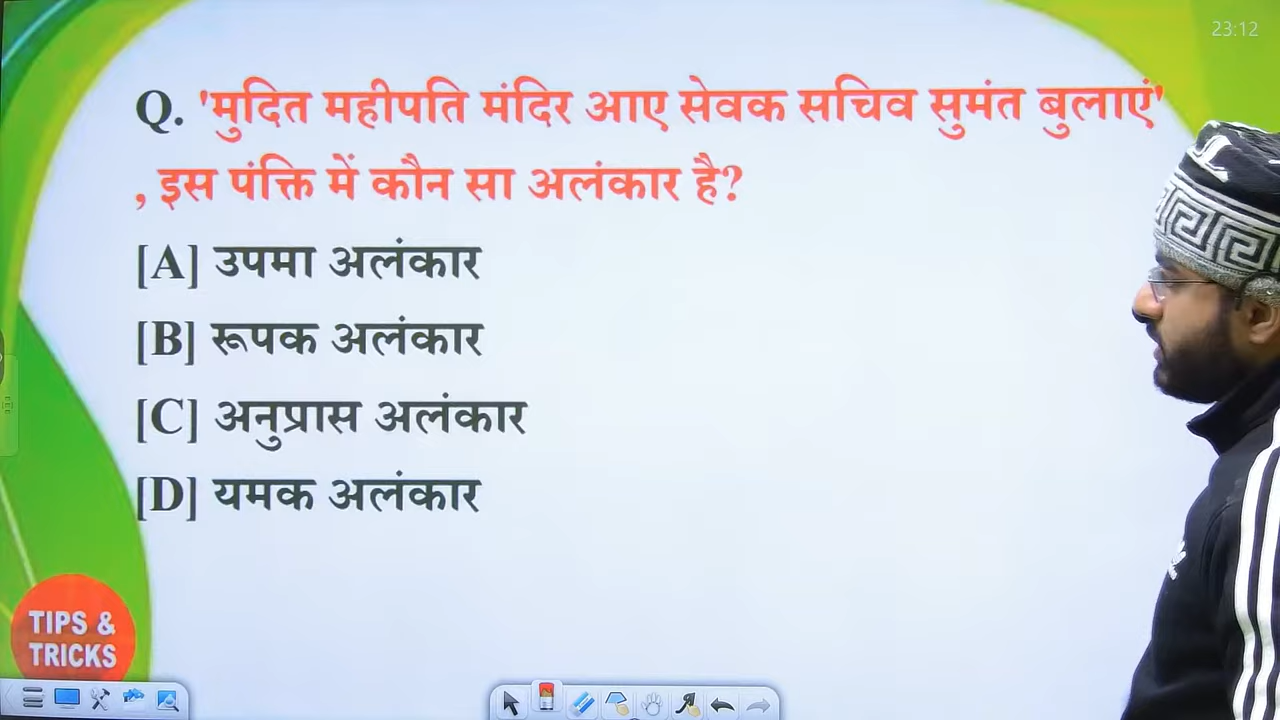 23:12
Q. 'मुदित महीपति मंदिर आए सेवक सचिव सुमंत बुलाएं'
, इस पंक्ति में कौन सा अलंकार है?
[A] उपमा अलंकार
[B] रूपक अलंकार
[C] अनुप्रास अलंकार
[D] यमक अलंकार
TIPS &
TRICKS